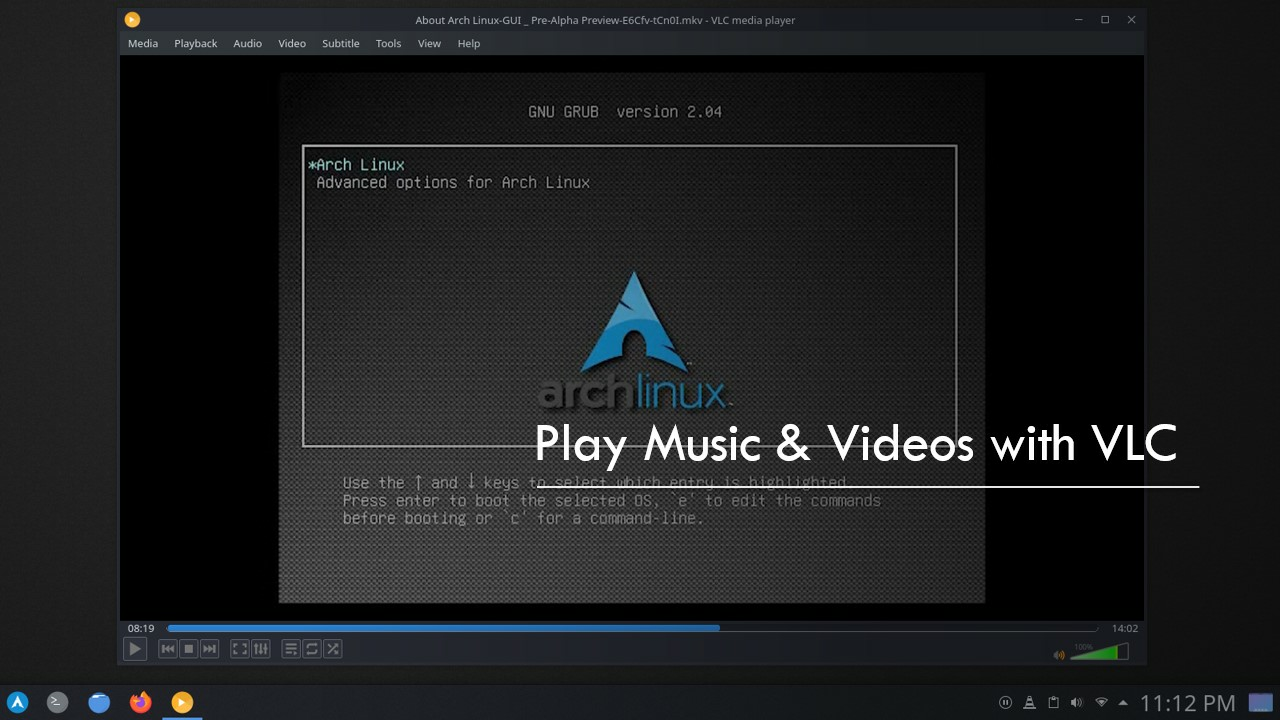 About Arch Linux-GUI _ Pre-Alpha Preview-E6Cfv-tCn0I.mkv - VLC media player
Media Playback Audio Video Subtitle Tools View Help
GNU GRUB version 2.04
*Arch Linux
Advanced options for Arch Linux
archlinux
Play Music & Videos with VLC
Use the ↑ and ↓ keys to select which entry is highlighted.
Press enter to boot the selected OS, `e' to edit the commands
before booting or `c' for a command-line.
08:19 14:02
100%
11:12 PM